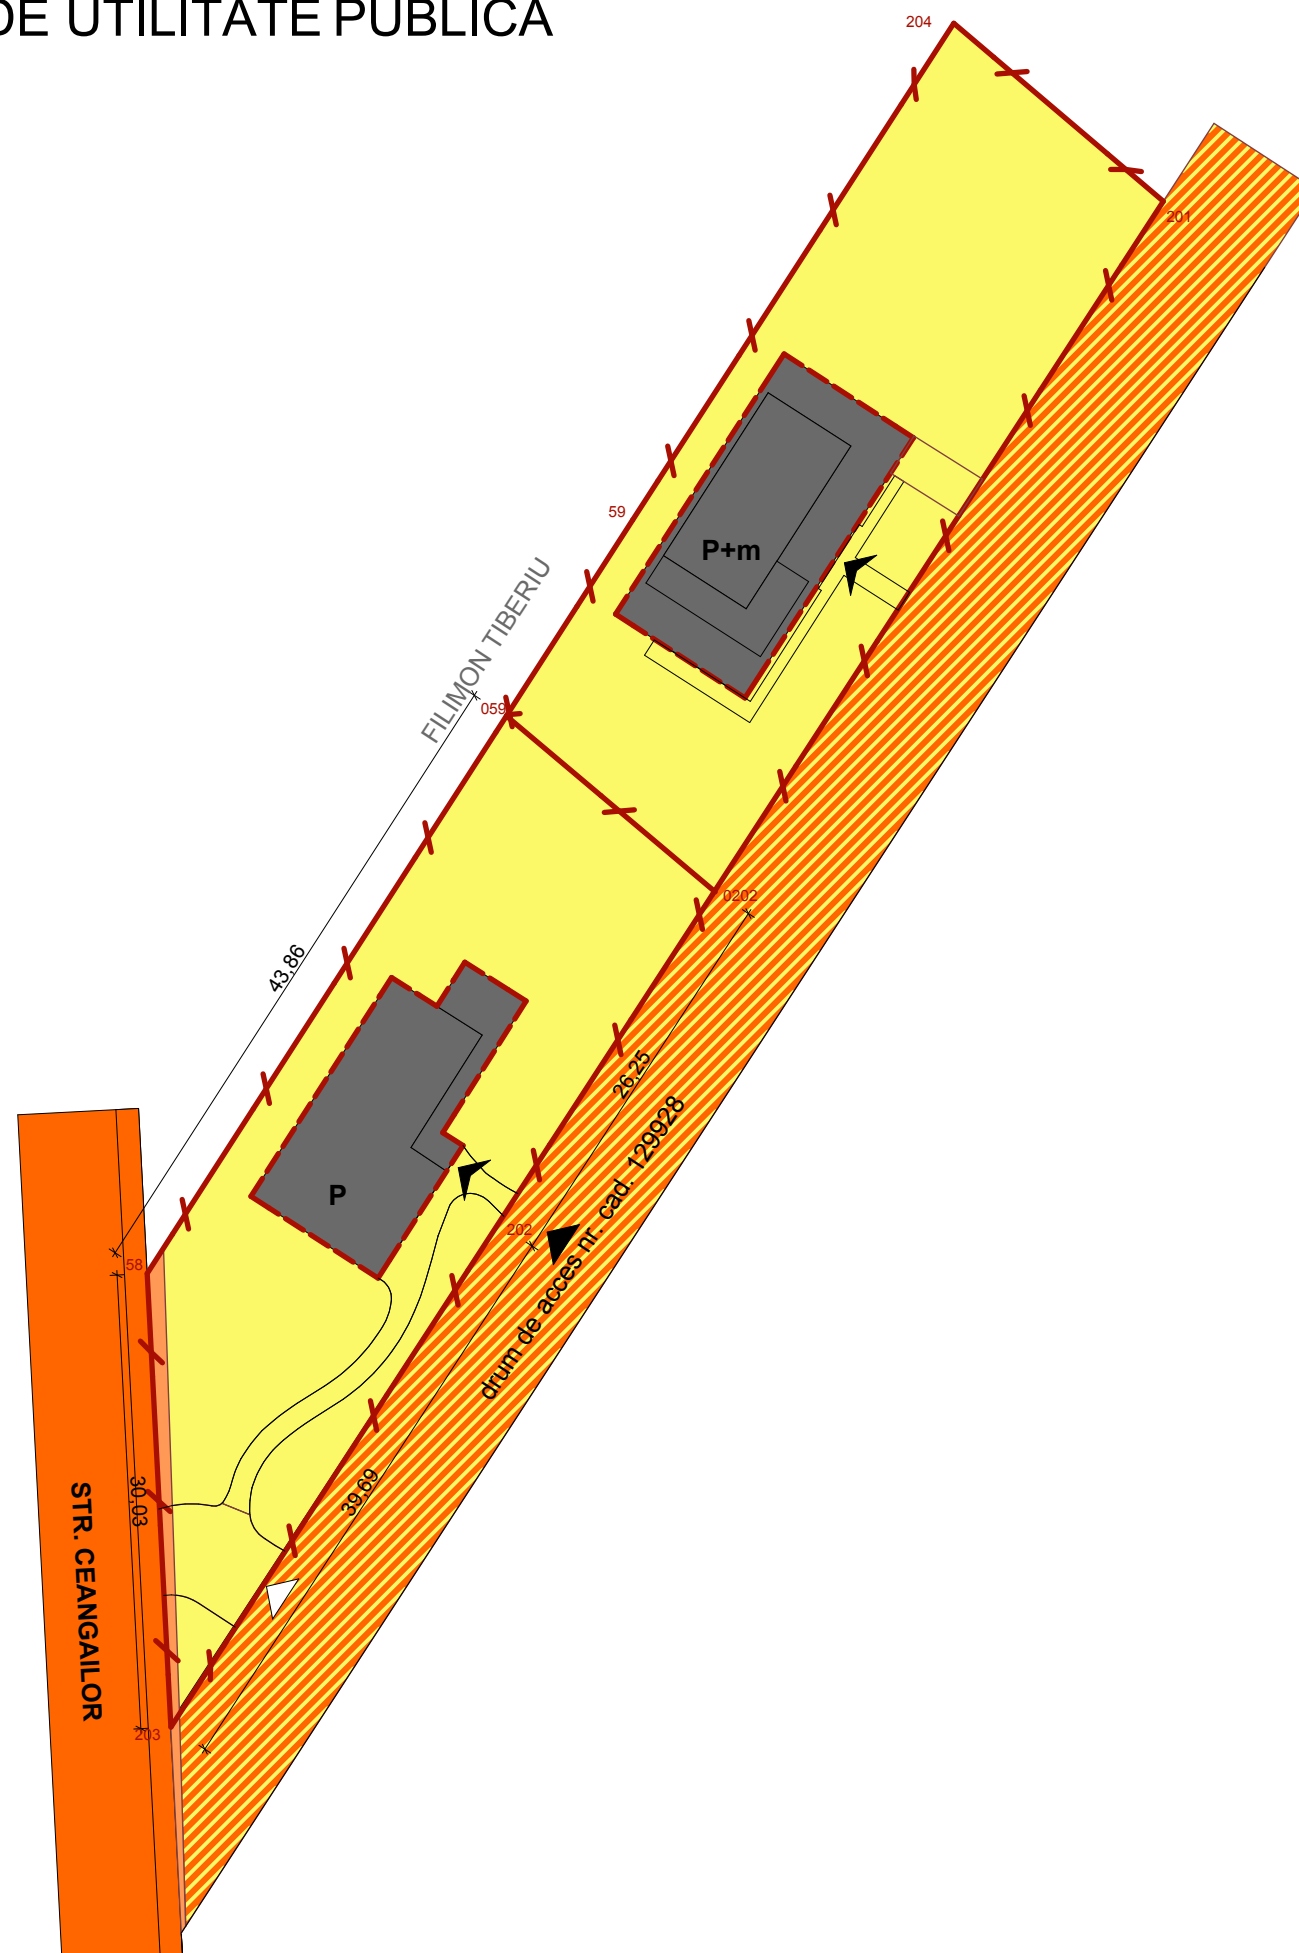 DE UTILITATE PUBLICA
204
201
59
P+m
FILIMON TIBERIU
059
0202
43,86
26,25
drum de acces nr. cad. 129928
P
202
58
39,69
30,03
STR. CEANGAILOR
203